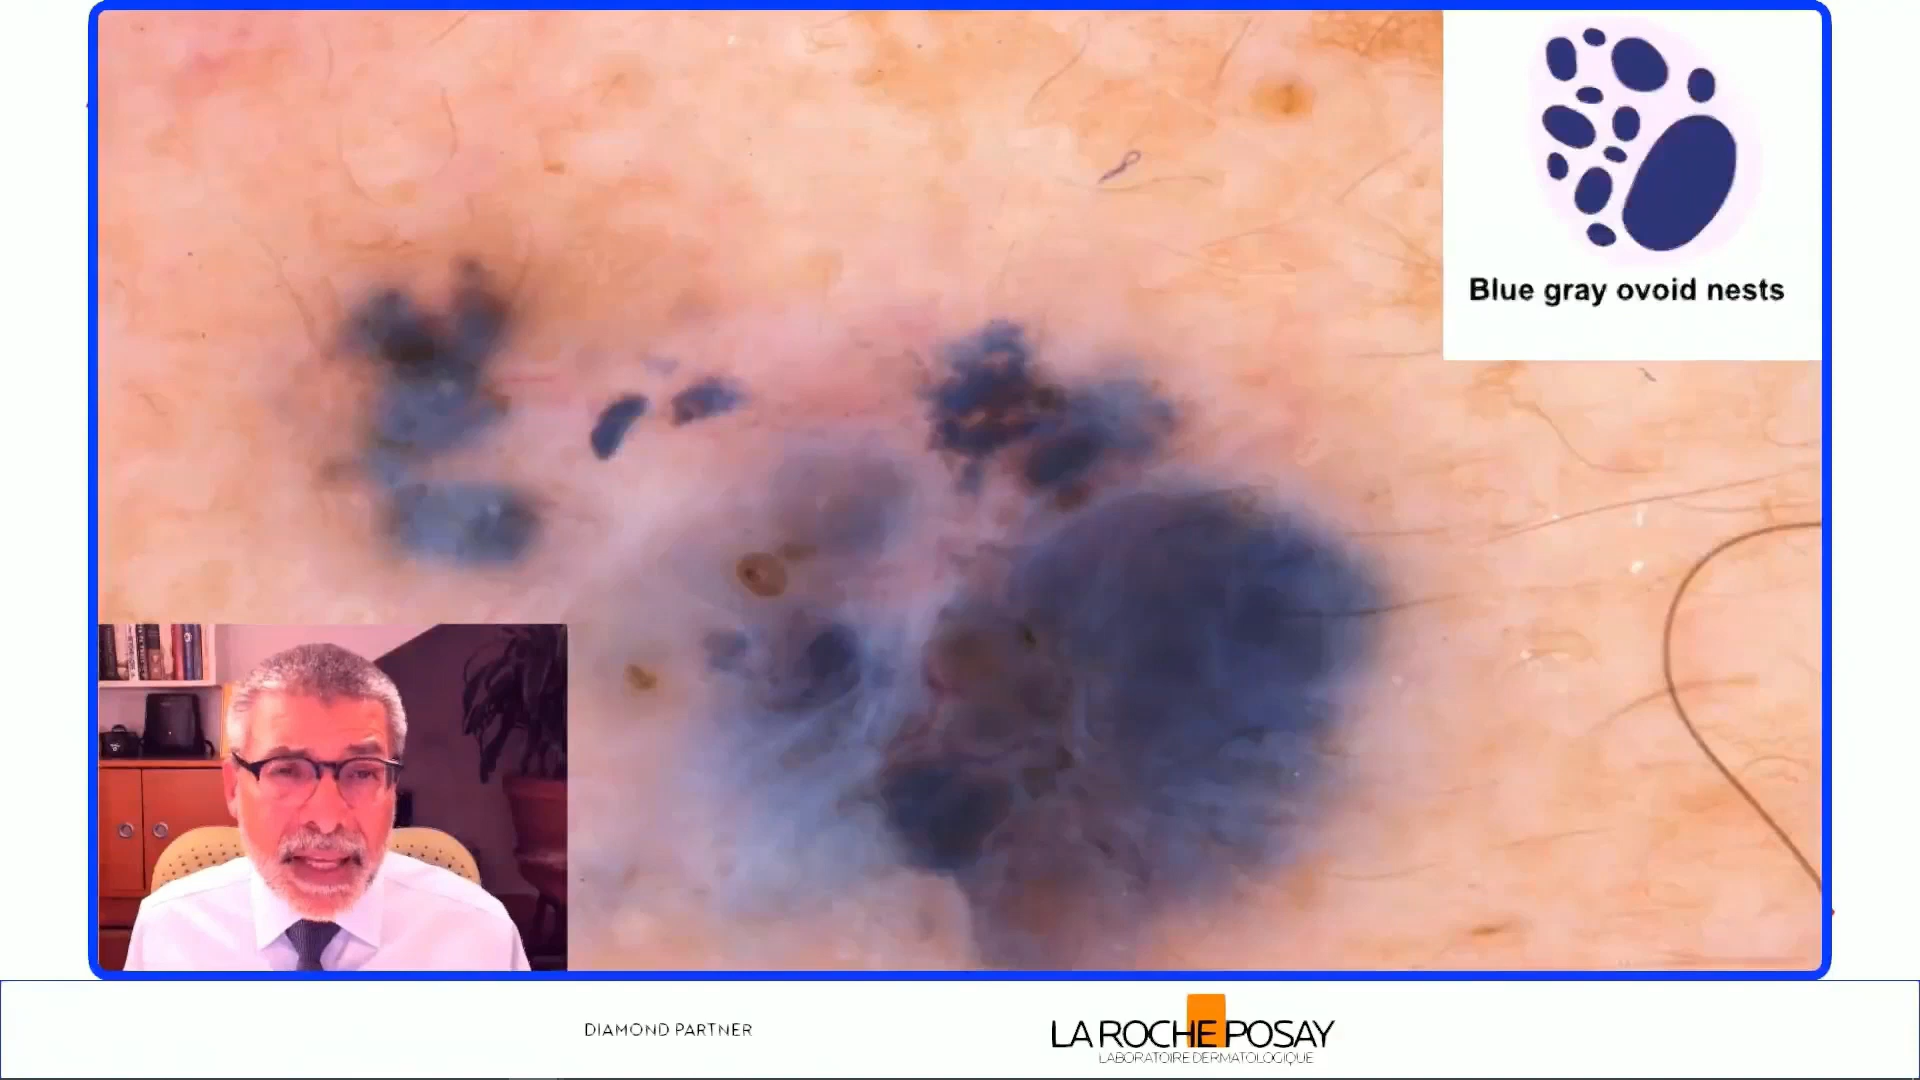 Blue gray ovoid nests
DIAMOND PARTNER
LA ROCHE POSAY
LABORATOIRE DERMATOLOGIQUE